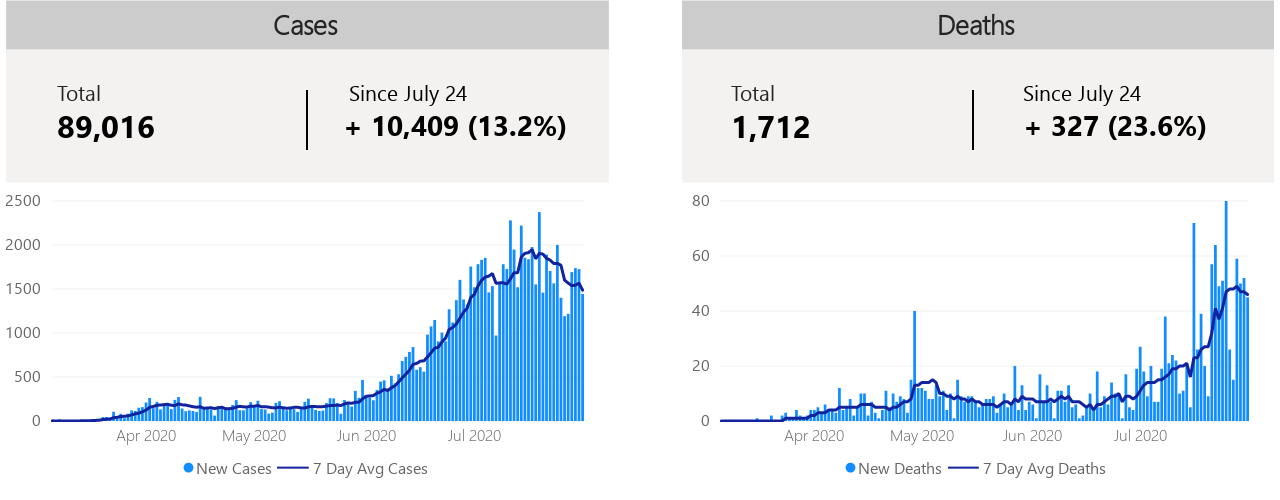 Cases
Total
Since July 24
89,016
+ 10,409 (13.2%)
2500
2000
1500
1000
500
0
Apr 2020 May 2020 Jun 2020 Jul 2020
New Cases 7 Day Avg Cases
Deaths
Total
Since July 24
1,712
+ 327 (23.6%)
80
60
40
20
0
Apr 2020 May 2020 Jun 2020 Jul 2020
New Deaths 7 Day Avg Deaths